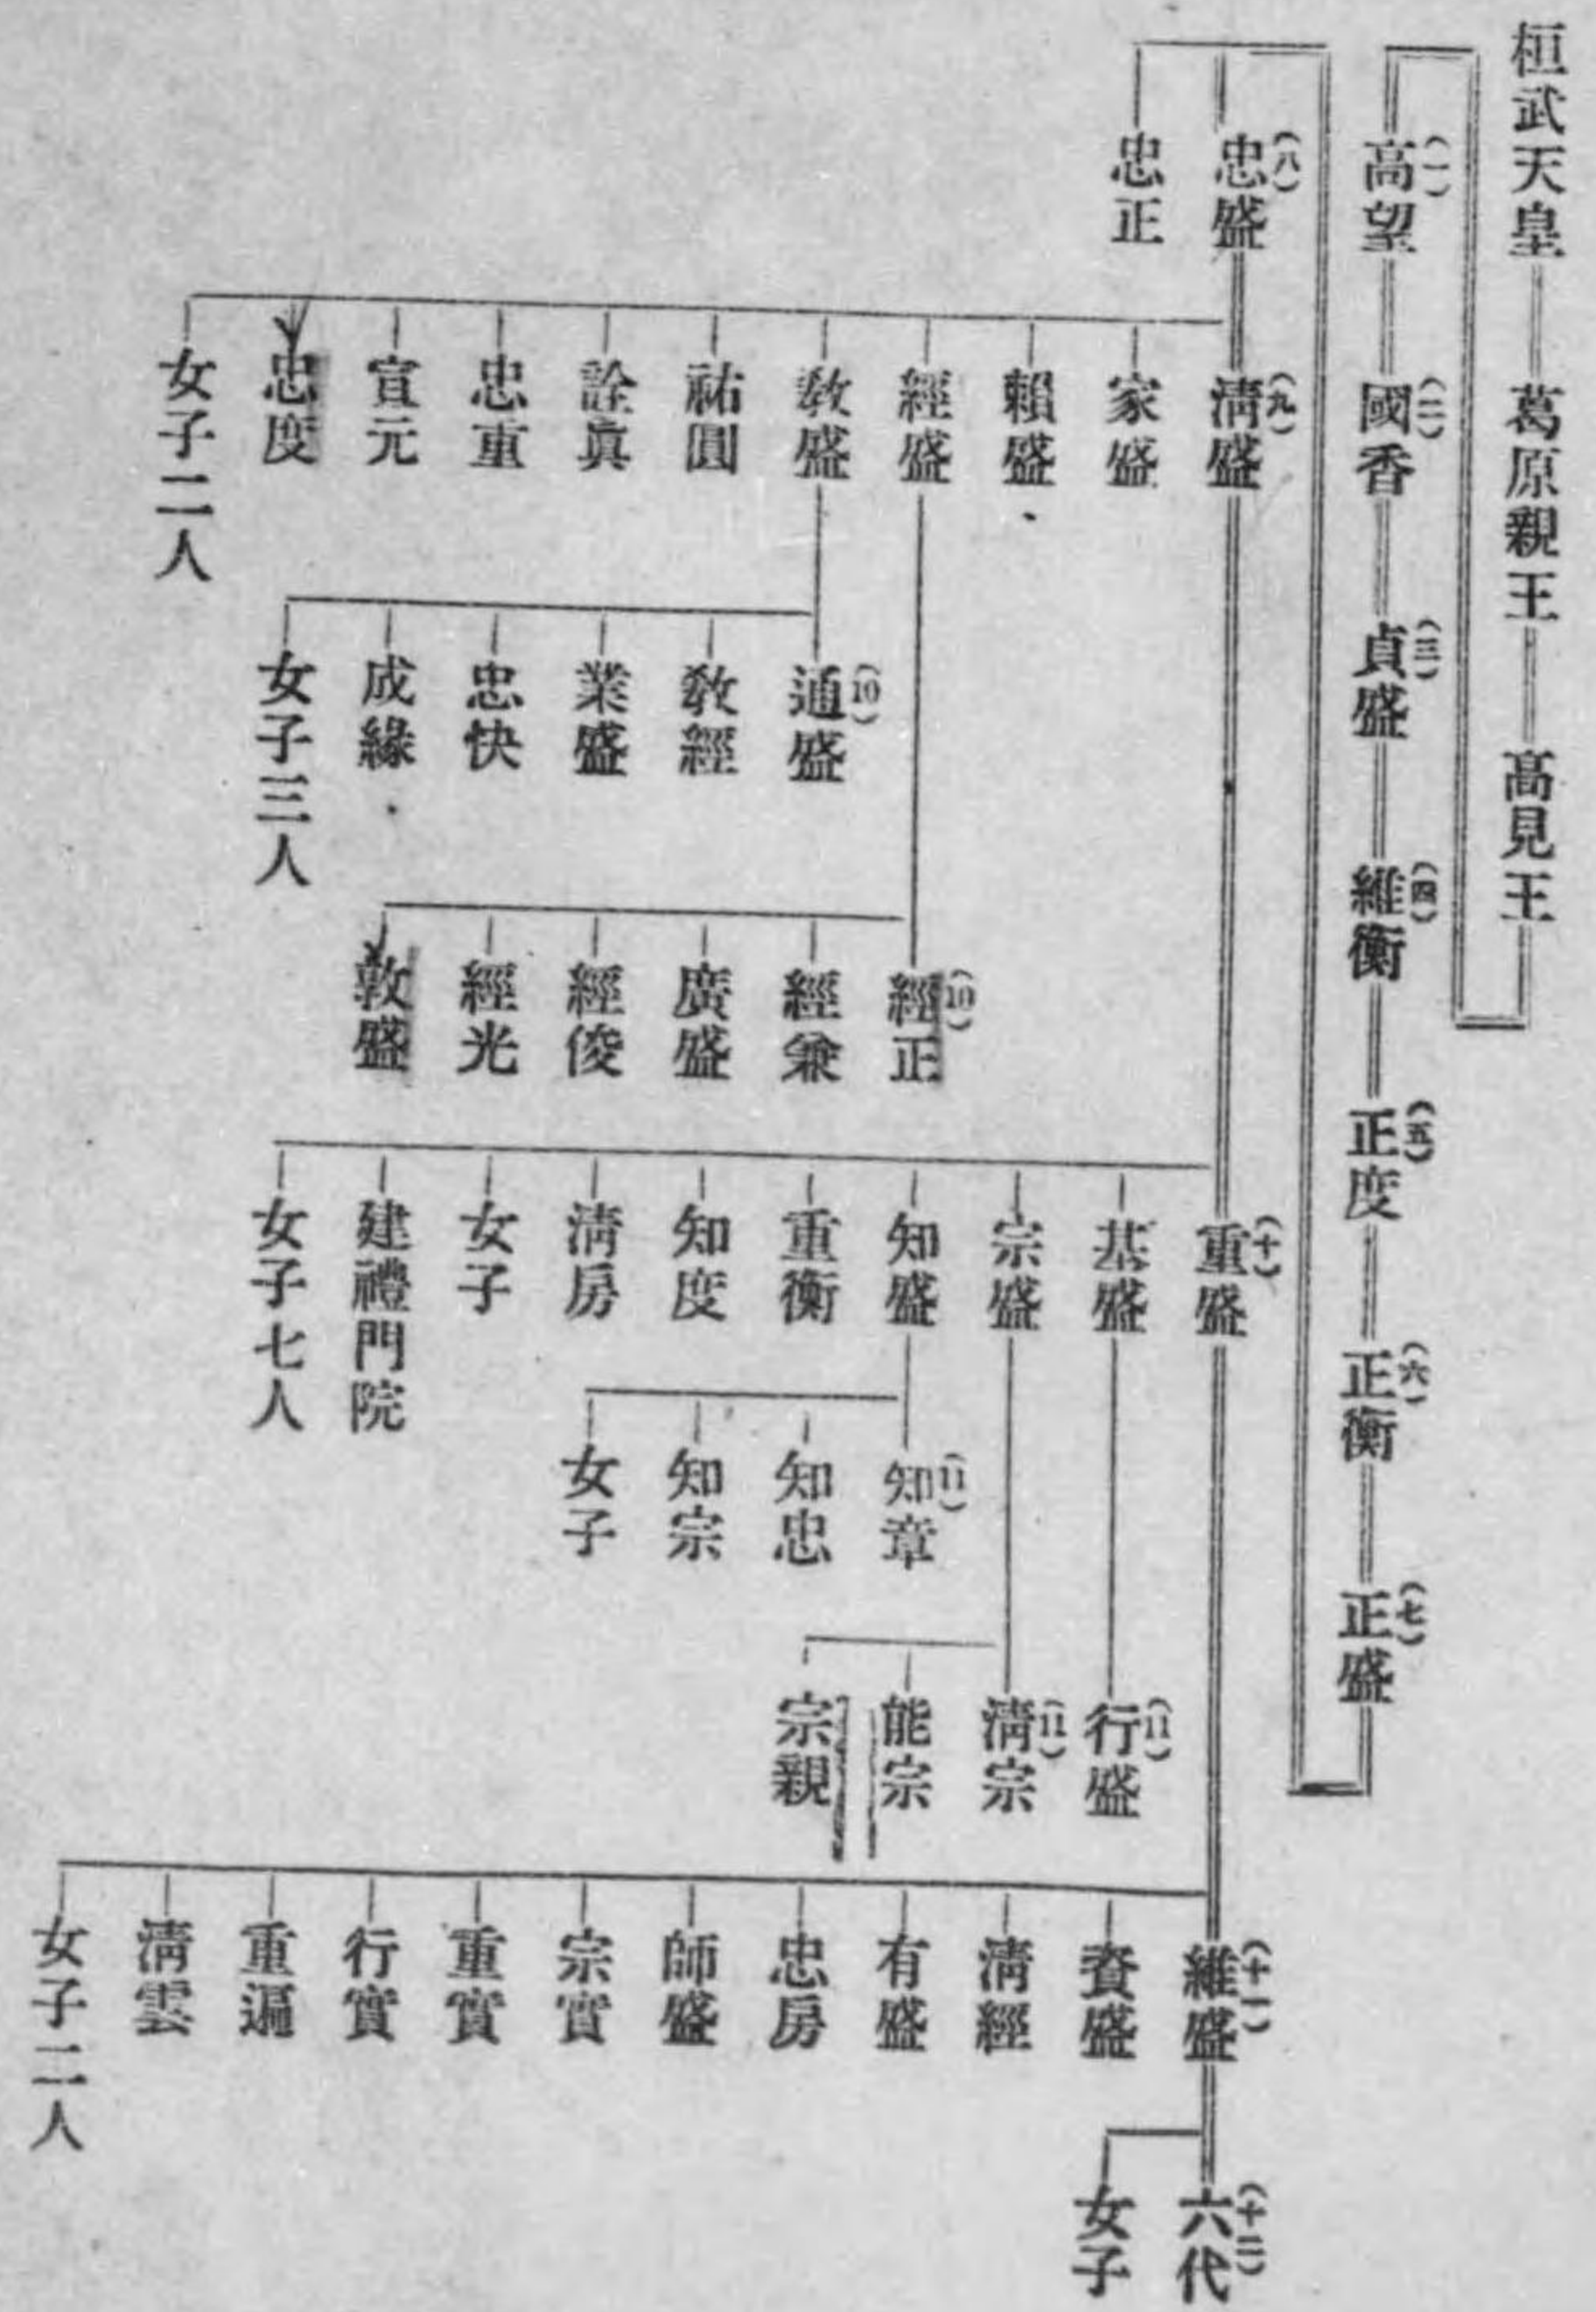 桓武天皇 葛原親王 高見王
(一)高望 (二)國香 (三)貞盛 (四)維衡 (五)正度 (六)正衡 (七)正盛
(八)忠盛 (九)淸盛 (十)重盛 (十一)維盛 (十二)六代
忠正
家盛
賴盛
經盛
敎盛
祐圓
詮眞
忠重
宣元
忠度
女子二人
(10)通盛
敎經
業盛
忠快
成緣
女子三人
(10)經正
經兼
廣盛
經俊
經光
敦盛
基盛
宗盛
知盛
重衡
知度
淸房
女子
建禮門院
女子七人
(11)知章
知忠
知宗
女子
(11)行盛
(11)淸宗
能宗
宗親
資盛
淸經
有盛
忠房
師盛
宗實
重實
行實
重遍
淸雲
女子二人
女子